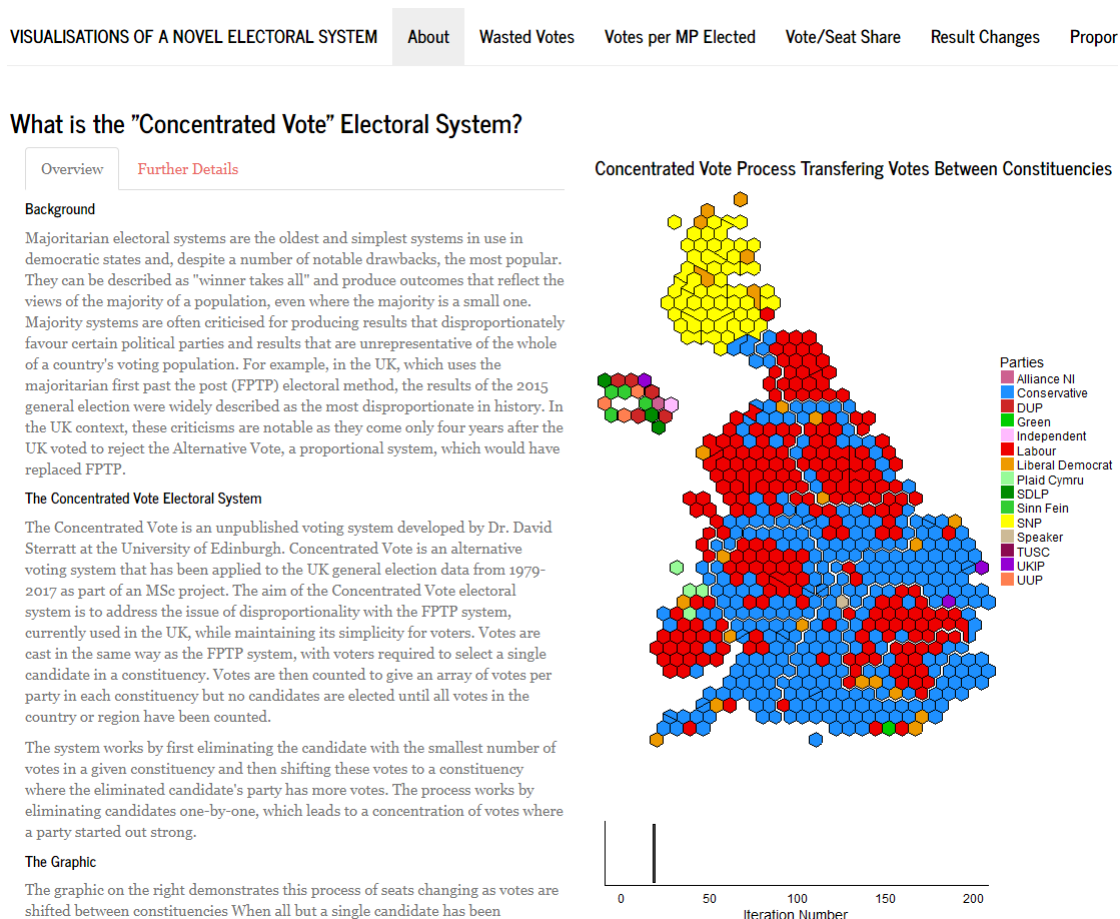 VISUALISATIONS OF A NOVEL ELECTORAL SYSTEM About Wasted Votes Votes per MP Elected Vote/Seat Share Result Changes Propor
What is the "Concentrated Vote" Electoral System?
Overview Further Details
Background
Majoritarian electoral systems are the oldest and simplest systems in use in
democratic states and, despite a number of notable drawbacks, the most popular.
They can be described as "winner takes all" and produce outcomes that reflect the
views of the majority of a population, even where the majority is a small one.
Majority systems are often criticised for producing results that disproportionately
favour certain political parties and results that are unrepresentative of the whole
of a country's voting population. For example, in the UK, which uses the
majoritarian first past the post (FPTP) electoral method, the results of the 2015
general election were widely described as the most disproportionate in history. In
the UK context, these criticisms are notable as they come only four years after the
UK voted to reject the Alternative Vote, a proportional system, which would have
replaced FPTP.
The Concentrated Vote Electoral System
The Concentrated Vote is an unpublished voting system developed by Dr. David
Sterratt at the University of Edinburgh. Concentrated Vote is an alternative
voting system that has been applied to the UK general election data from 1979-
2017 as part of an MSc project. The aim of the Concentrated Vote electoral
system is to address the issue of disproportionality with the FPTP system,
currently used in the UK, while maintaining its simplicity for voters. Votes are
cast in the same way as the FPTP system, with voters required to select a single
candidate in a constituency. Votes are then counted to give an array of votes per
party in each constituency but no candidates are elected until all votes in the
country or region have been counted.
The system works by first eliminating the candidate with the smallest number of
votes in a given constituency and then shifting these votes to a constituency
where the eliminated candidate's party has more votes. The process works by
eliminating candidates one-by-one, which leads to a concentration of votes where
a party started out strong.
The Graphic
The graphic on the right demonstrates this process of seats changing as votes are
shifted between constituencies When all but a single candidate has been
Concentrated Vote Process Transfering Votes Between Constituencies
Parties
Alliance NI
Conservative
DUP
Green
Independent
Labour
Liberal Democrat
Plaid Cymru
SDLP
Sinn Fein
SNP
Speaker
TUSC
UKIP
UUP
0 50 100 150 200
Iteration Number